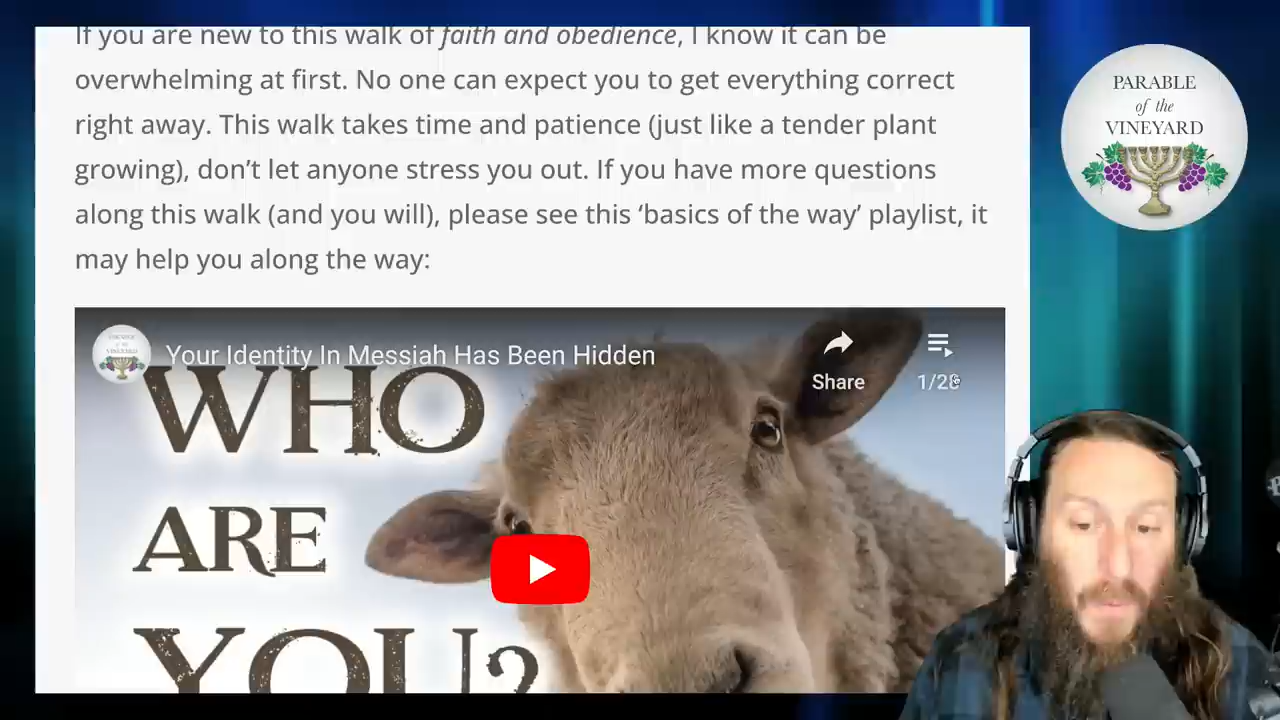 If you are new to this walk of faith and obedience, I know it can be
overwhelming at first. No one can expect you to get everything correct
right away. This walk takes time and patience (just like a tender plant
growing), don’t let anyone stress you out. If you have more questions
along this walk (and you will), please see this ‘basics of the way’ playlist, it
may help you along the way:
Your Identity In Messiah Has Been Hidden
Share
1/28
WHO
ARE
YOU?
PARABLE
of the
VINEYARD